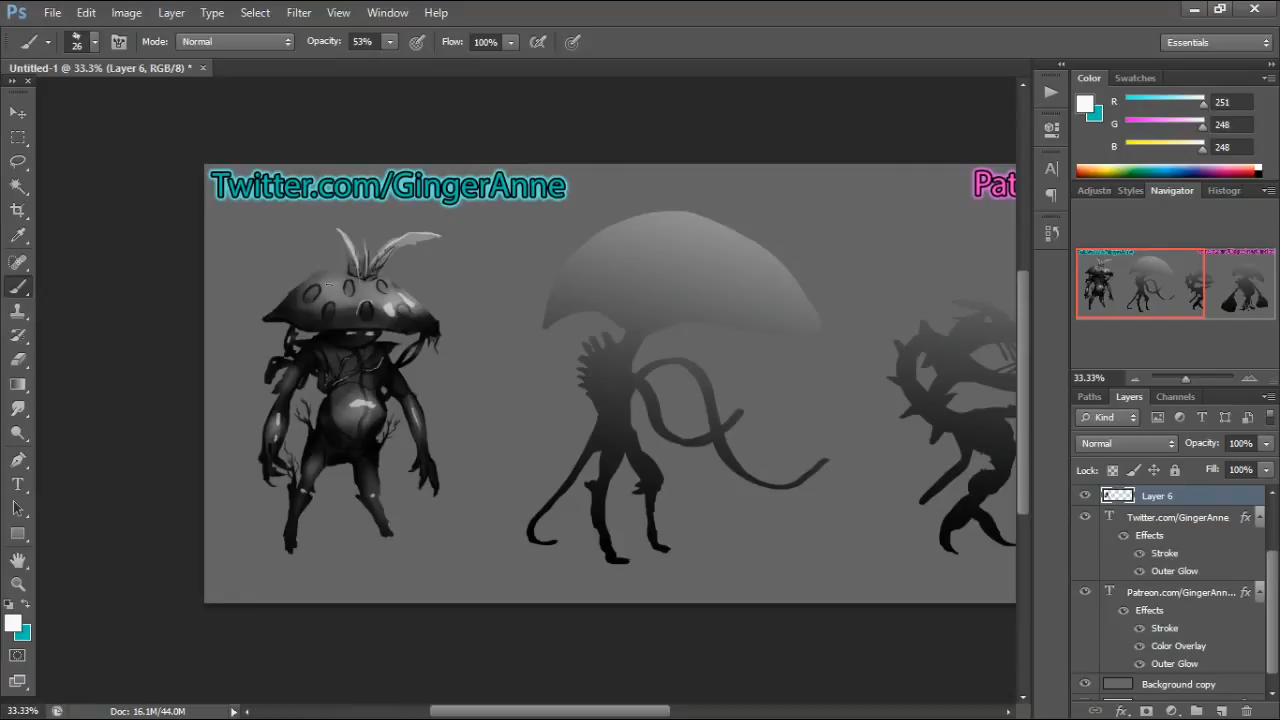 Ps File Edit Image Layer Type Select Filter View Window Help
26 Mode: Normal Opacity: 53% Flow: 100% Essentials
Untitled-1 @ 33.3% (Layer 6, RGB/8) * ×
Color Swatches
R 251
G 248
B 248
Twitter.com/GingerAnne
Pat
Adjustm Styles Navigator Histogr
33.33%
Paths Layers Channels
Kind
Normal Opacity: 100%
Lock: Fill: 100%
Layer 6
T Twitter.com/GingerAnne fx
Effects
Stroke
Outer Glow
T Patreon.com/GingerAnn... fx
Effects
Stroke
Color Overlay
Outer Glow
Background copy
33.33% Doc: 16.1M/44.0M